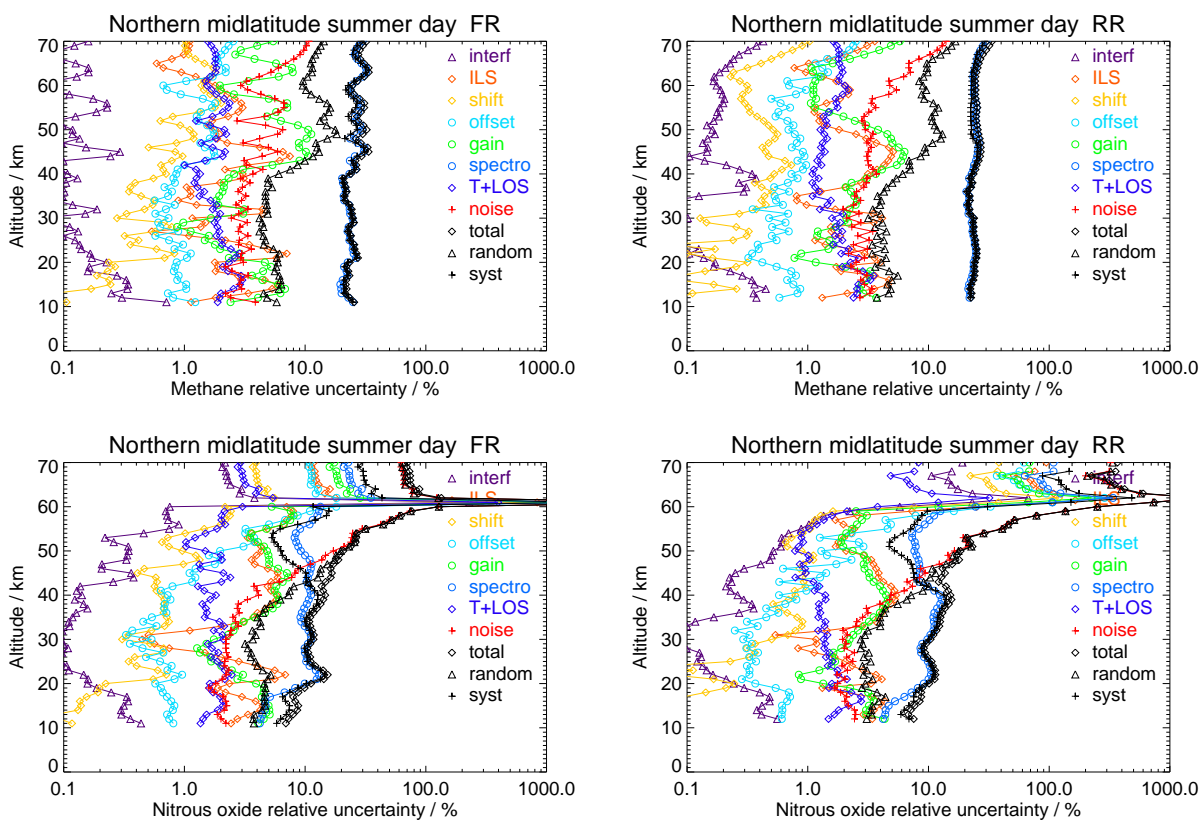 Northern midlatitude summer day FR
70
60
50
40
30
20
10
0
Altitude / km
interf
ILS
shift
offset
gain
spectro
T+LOS
noise
total
random
syst
0.1
1.0
10.0
100.0
1000.0
Methane relative uncertainty / %
Northern midlatitude summer day RR
70
60
50
40
30
20
10
0
Altitude / km
interf
ILS
shift
offset
gain
spectro
T+LOS
noise
total
random
syst
0.1
1.0
10.0
100.0
1000.0
Methane relative uncertainty / %
Northern midlatitude summer day FR
70
60
50
40
30
20
10
0
Altitude / km
interf
ILS
shift
offset
gain
spectro
T+LOS
noise
total
random
syst
0.1
1.0
10.0
100.0
1000.0
Nitrous oxide relative uncertainty / %
Northern midlatitude summer day RR
70
60
50
40
30
20
10
0
Altitude / km
interf
ILS
shift
offset
gain
spectro
T+LOS
noise
total
random
syst
0.1
1.0
10.0
100.0
1000.0
Nitrous oxide relative uncertainty / %